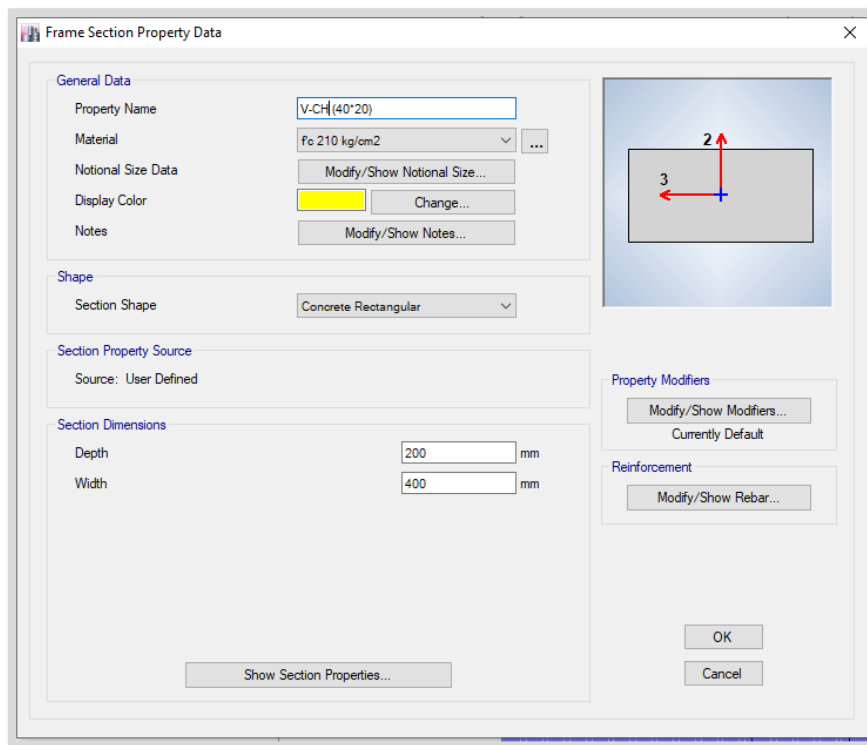 Frame Section Property Data
General Data
Property Name V-CH(40*20)
Material f'c 210 kg/cm2 ...
Notional Size Data Modify/Show Notional Size...
Display Color Change...
Notes Modify/Show Notes...
Shape
Section Shape Concrete Rectangular
Section Property Source
Source: User Defined
Section Dimensions
Depth 200 mm
Width 400 mm
Show Section Properties...
2
3
Property Modifiers
Modify/Show Modifiers...
Currently Default
Reinforcement
Modify/Show Rebar...
OK
Cancel